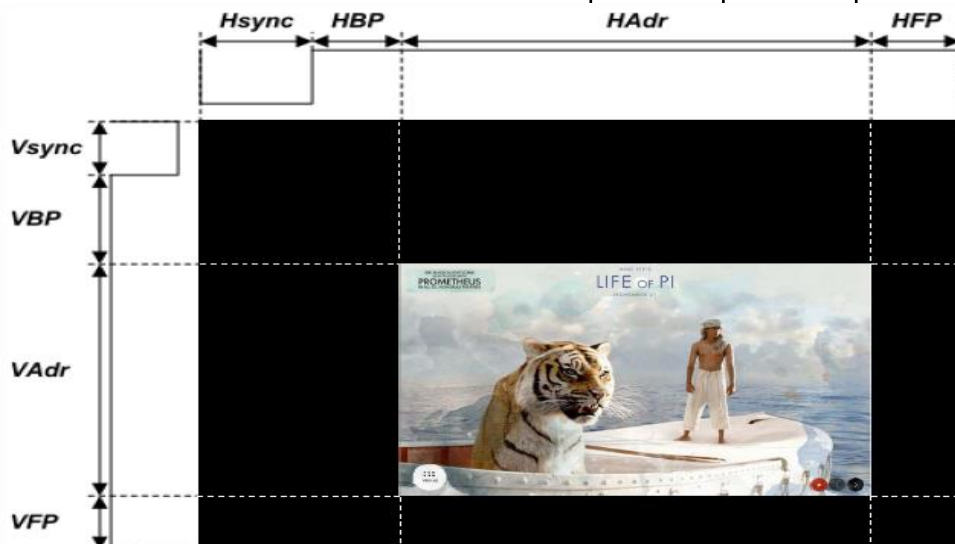 Hsync HBP HAdr HFP
Vsync
VBP
PROMETHEUS
LIFE OF PI
VAdr
VFP